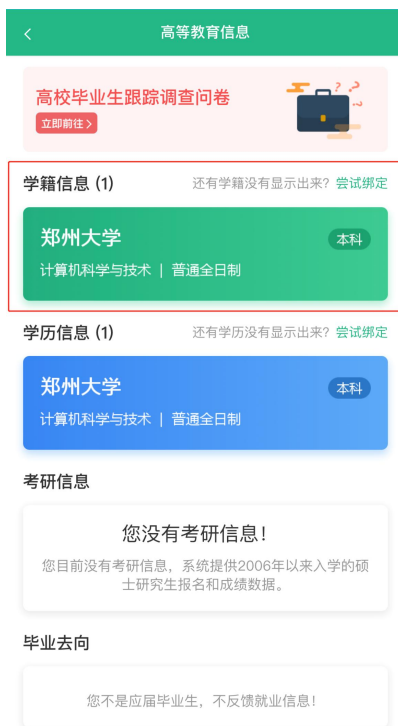 高等教育信息
高校毕业生跟踪调查问卷
立即前往>
学籍信息 (1) 还有学籍没有显示出来? 尝试绑定
郑州大学 本科
计算机科学与技术 | 普通全日制
学历信息 (1) 还有学历没有显示出来? 尝试绑定
郑州大学 本科
计算机科学与技术 | 普通全日制
考研信息
您没有考研信息!
您目前没有考研信息，系统提供2006年以来入学的硕
士研究生报名和成绩数据。
毕业去向
您不是应届毕业生，不反馈就业信息!